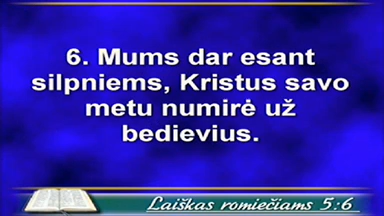 6. Mums dar esant
silpniems, Kristus savo
metu numirė už
bedievius.
Laiškas romiečiams 5:6